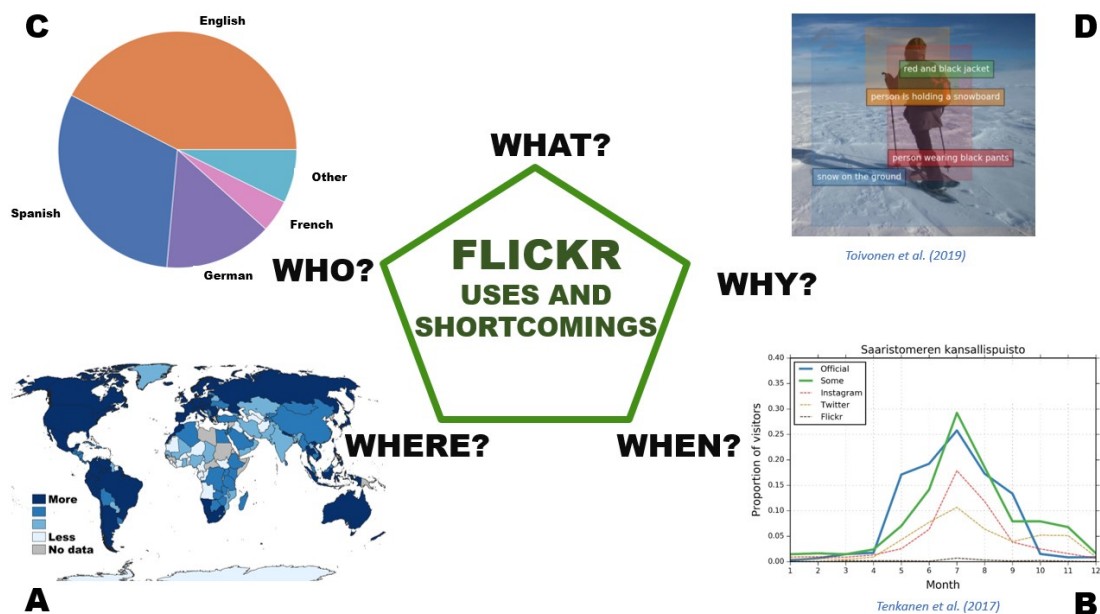 C
English
Spanish
German
French
Other
D
red and black jacket
person is holding a snowboard
person wearing black pants
snow on the ground
Toivonen et al. (2019)
WHAT?
WHO?
WHY?
WHERE?
WHEN?
FLICKR
USES AND
SHORTCOMINGS
More
Less
No data
A
Saaristomeren kansallispuisto
Official
Some
Instagram
Twitter
Flickr
Proportion of visitors
0.40
0.35
0.30
0.25
0.20
0.15
0.10
0.05
0.00
1 2 3 4 5 6 7 8 9 10 11 12
Month
Tenkanen et al. (2017)
B